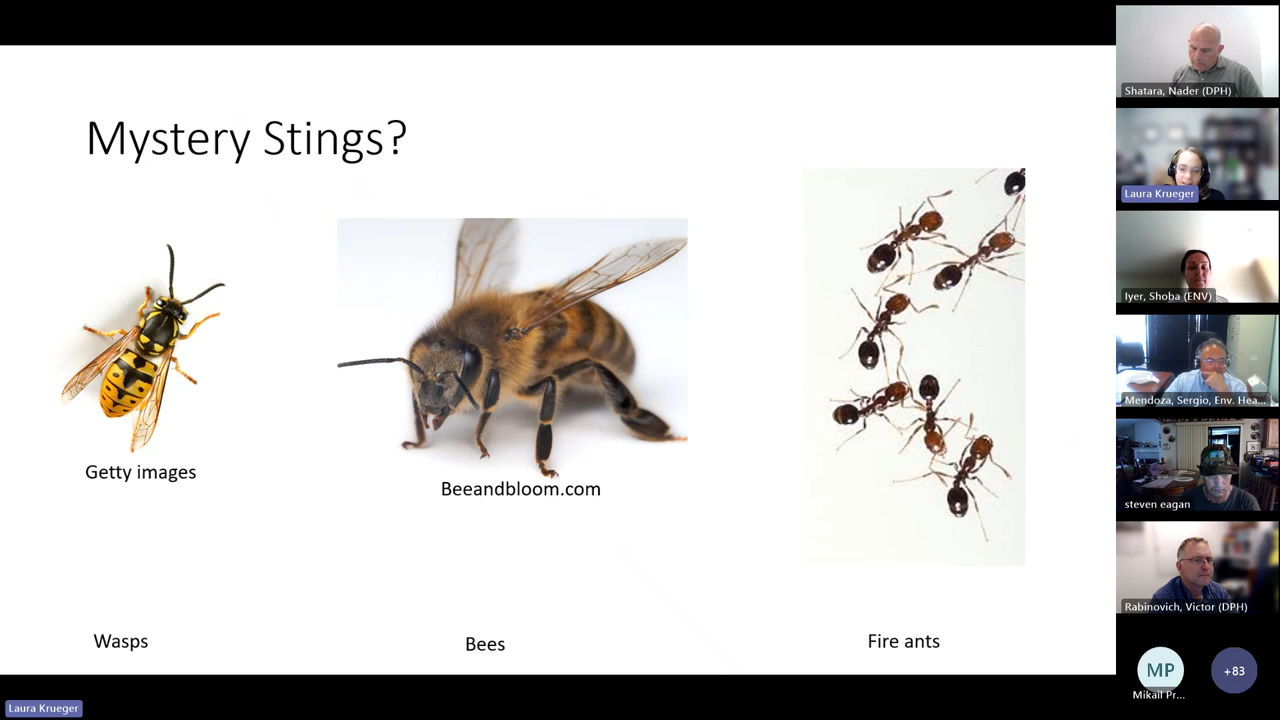 Mystery Stings?
Getty images
Beeandbloom.com
Wasps
Bees
Fire ants
Laura Krueger
Shatara, Nader (DPH)
Laura Krueger
Iyer, Shoba (ENV)
Mendoza, Sergio, Env. Hea...
steven eagan
Rabinovich, Victor (DPH)
MP
+83
Mikail Pr...